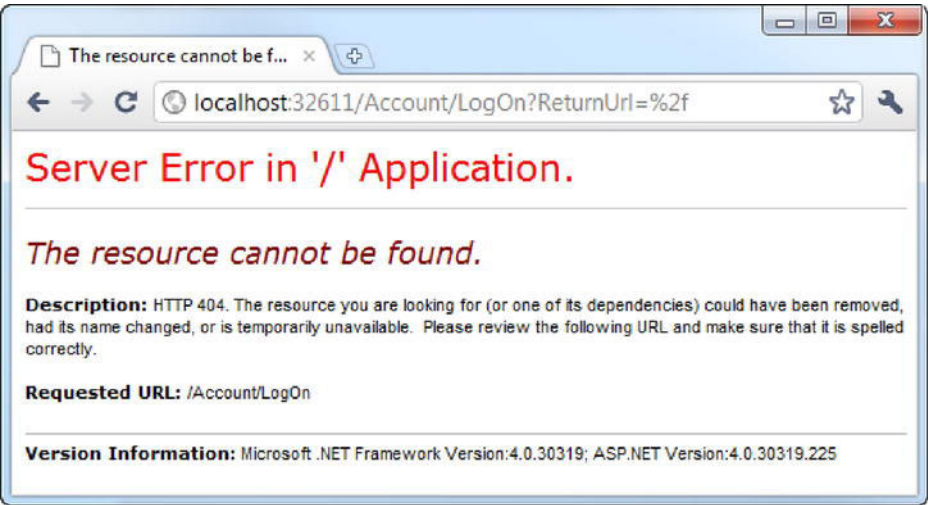 The resource cannot be f...
localhost:32611/Account/LogOn?ReturnUrl=%2f
Server Error in '/' Application.
The resource cannot be found.
Description: HTTP 404. The resource you are looking for (or one of its dependencies) could have been removed,
had its name changed, or is temporarily unavailable.  Please review the following URL and make sure that it is spelled
correctly.
Requested URL: /Account/LogOn
Version Information: Microsoft .NET Framework Version:4.0.30319; ASP.NET Version:4.0.30319.225